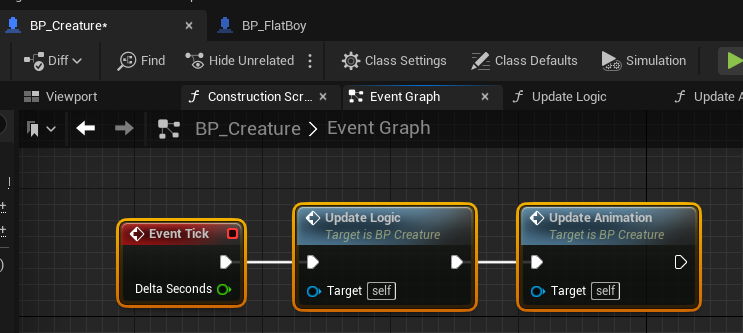 BP_Creature*
BP_FlatBoy
Diff
Find
Hide Unrelated
Class Settings
Class Defaults
Simulation
Viewport
Construction Scr...
Event Graph
Update Logic
Update A
BP_Creature > Event Graph
Event Tick
Delta Seconds
Update Logic
Target is BP Creature
Target self
Update Animation
Target is BP Creature
Target self